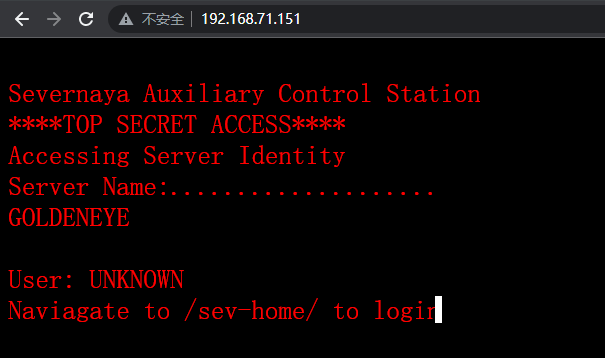 不安全 | 192.168.71.151
Severnaya Auxiliary Control Station
****TOP SECRET ACCESS****
Accessing Server Identity
Server Name:....................
GOLDENEYE
User: UNKNOWN
Naviagate to /sev-home/ to login